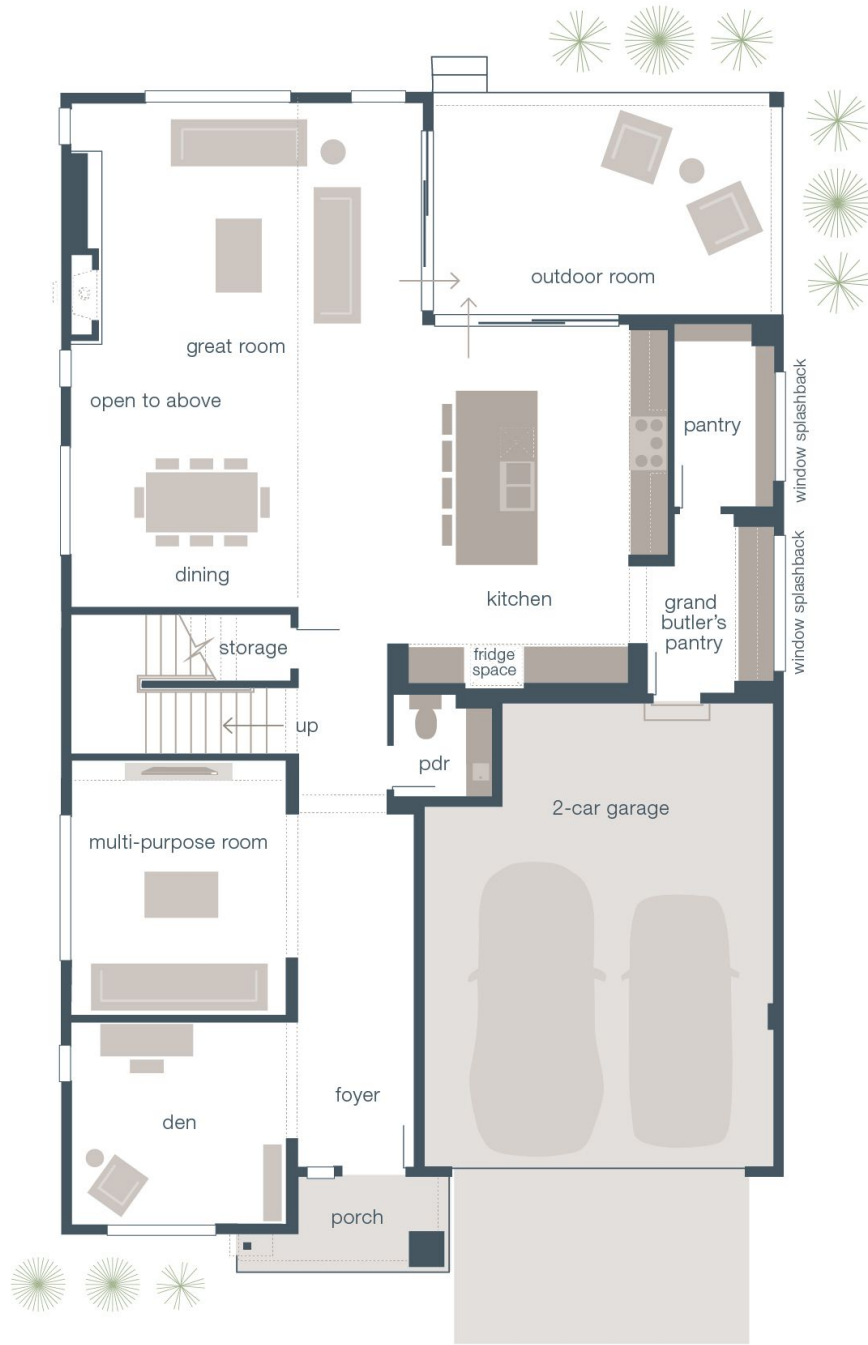 outdoor room
great room
open to above
pantry
window splashback
dining
kitchen
grand
butler's
pantry
window splashback
storage
fridge
space
up
pdr
2-car garage
multi-purpose room
foyer
den
porch